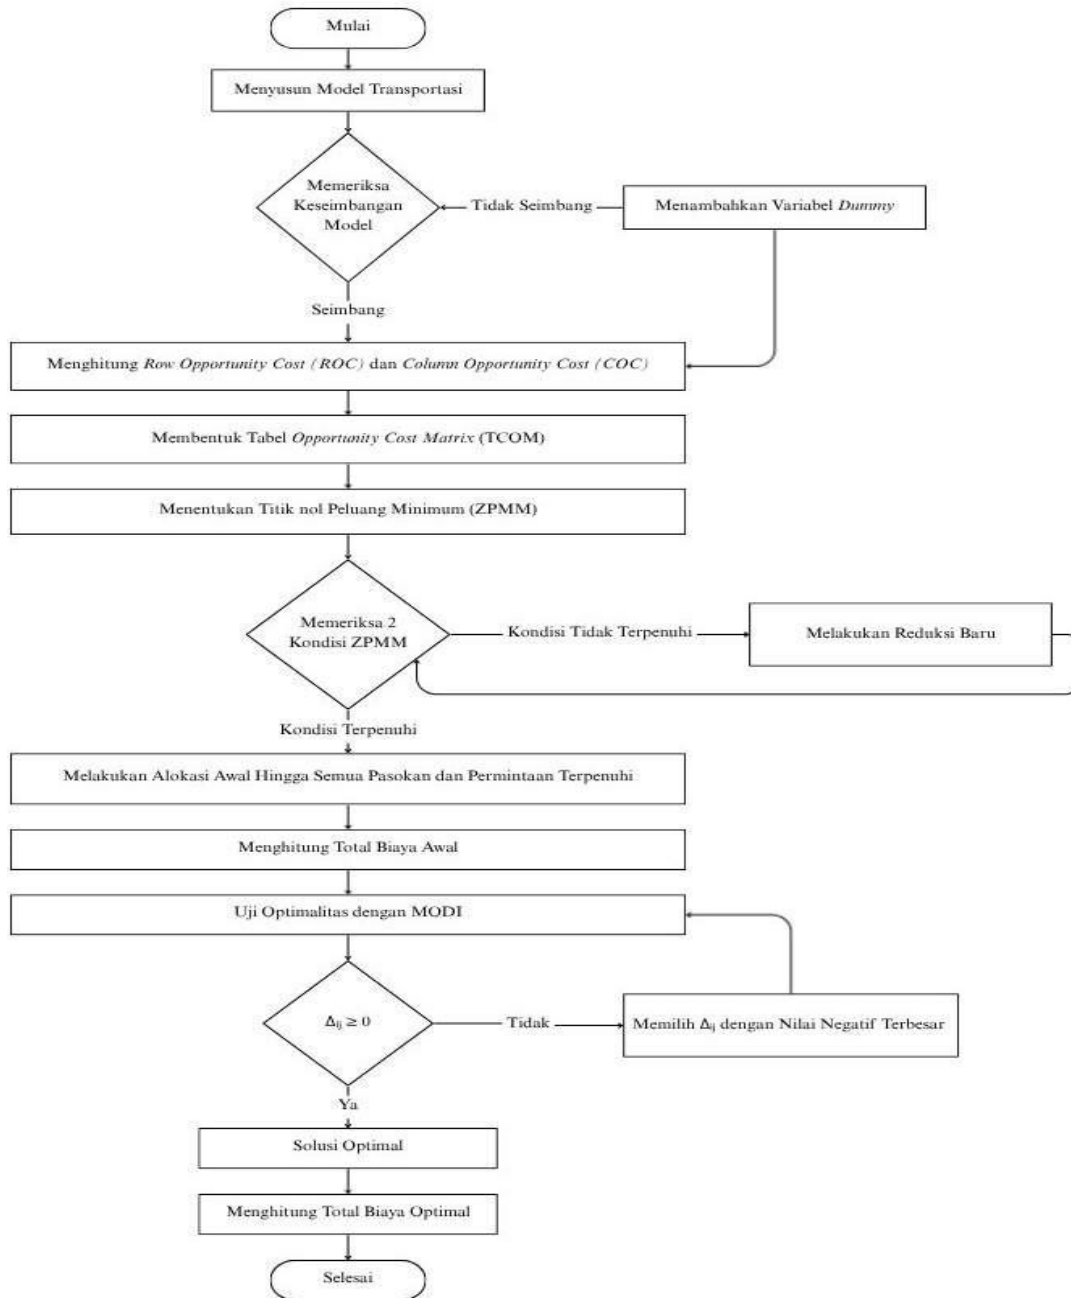 Mulai
Menyusun Model Transportasi
Memeriksa
Keseimbangan
Model
Tidak Seimbang
Menambahkan Variabel Dummy
Seimbang
Menghitung Row Opportunity Cost (ROC) dan Column Opportunity Cost (COC)
Membentuk Tabel Opportunity Cost Matrix (TCOM)
Menentukan Titik nol Peluang Minimum (ZPMM)
Memeriksa 2
Kondisi ZPMM
Kondisi Tidak Terpenuhi
Melakukan Reduksi Baru
Kondisi Terpenuhi
Melakukan Alokasi Awal Hingga Semua Pasokan dan Permintaan Terpenuhi
Menghitung Total Biaya Awal
Uji Optimalitas dengan MODI
Δij ≥ 0
Tidak
Memilih Δij dengan Nilai Negatif Terbesar
Ya
Solusi Optimal
Menghitung Total Biaya Optimal
Selesai